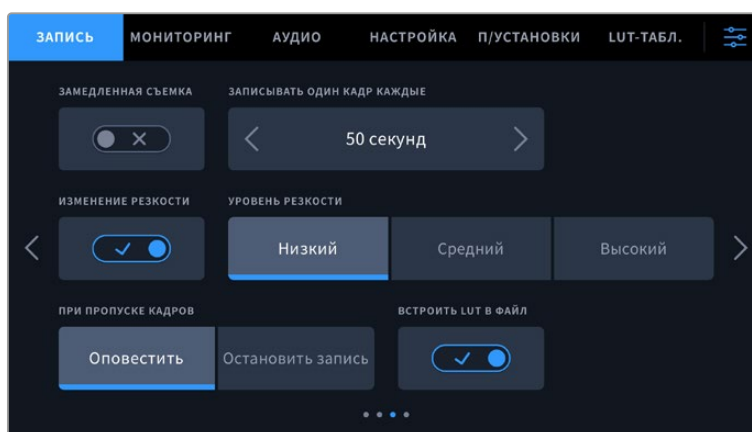 ЗАПИСЬ МОНИТОРИНГ АУДИО НАСТРОЙКА П/УСТАНОВКИ LUT-ТАБЛ.
ЗАМЕДЛЕННАЯ СЪЕМКА ЗАПИСЫВАТЬ ОДИН КАДР КАЖДЫЕ
50 секунд
ИЗМЕНЕНИЕ РЕЗКОСТИ УРОВЕНЬ РЕЗКОСТИ
Низкий Средний Высокий
ПРИ ПРОПУСКЕ КАДРОВ ВСТРОИТЬ LUT В ФАЙЛ
Оповестить Остановить запись